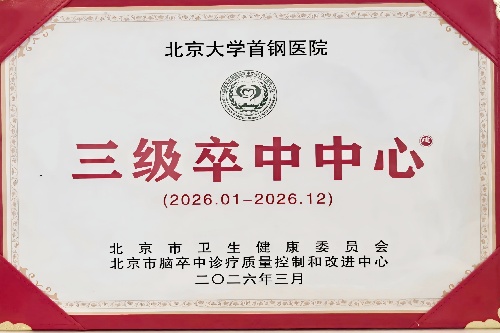 北京大学首钢医院
三级卒中中心
(2026.01-2026.12)
北京市卫生健康委员会
北京市脑卒中诊疗质量控制和改进中心
二〇二六年三月